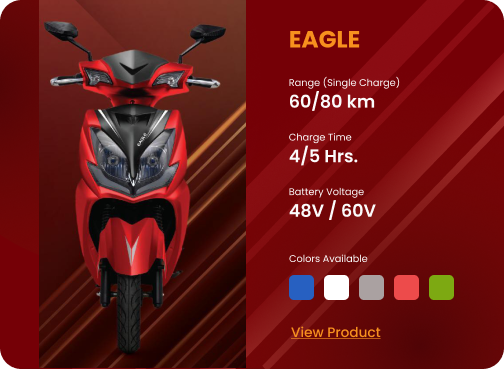 EAGLE
Range (Single Charge)
60/80 km
Charge Time
4/5 Hrs.
Battery Voltage
48V / 60V
Colors Available
View Product
EAGLE